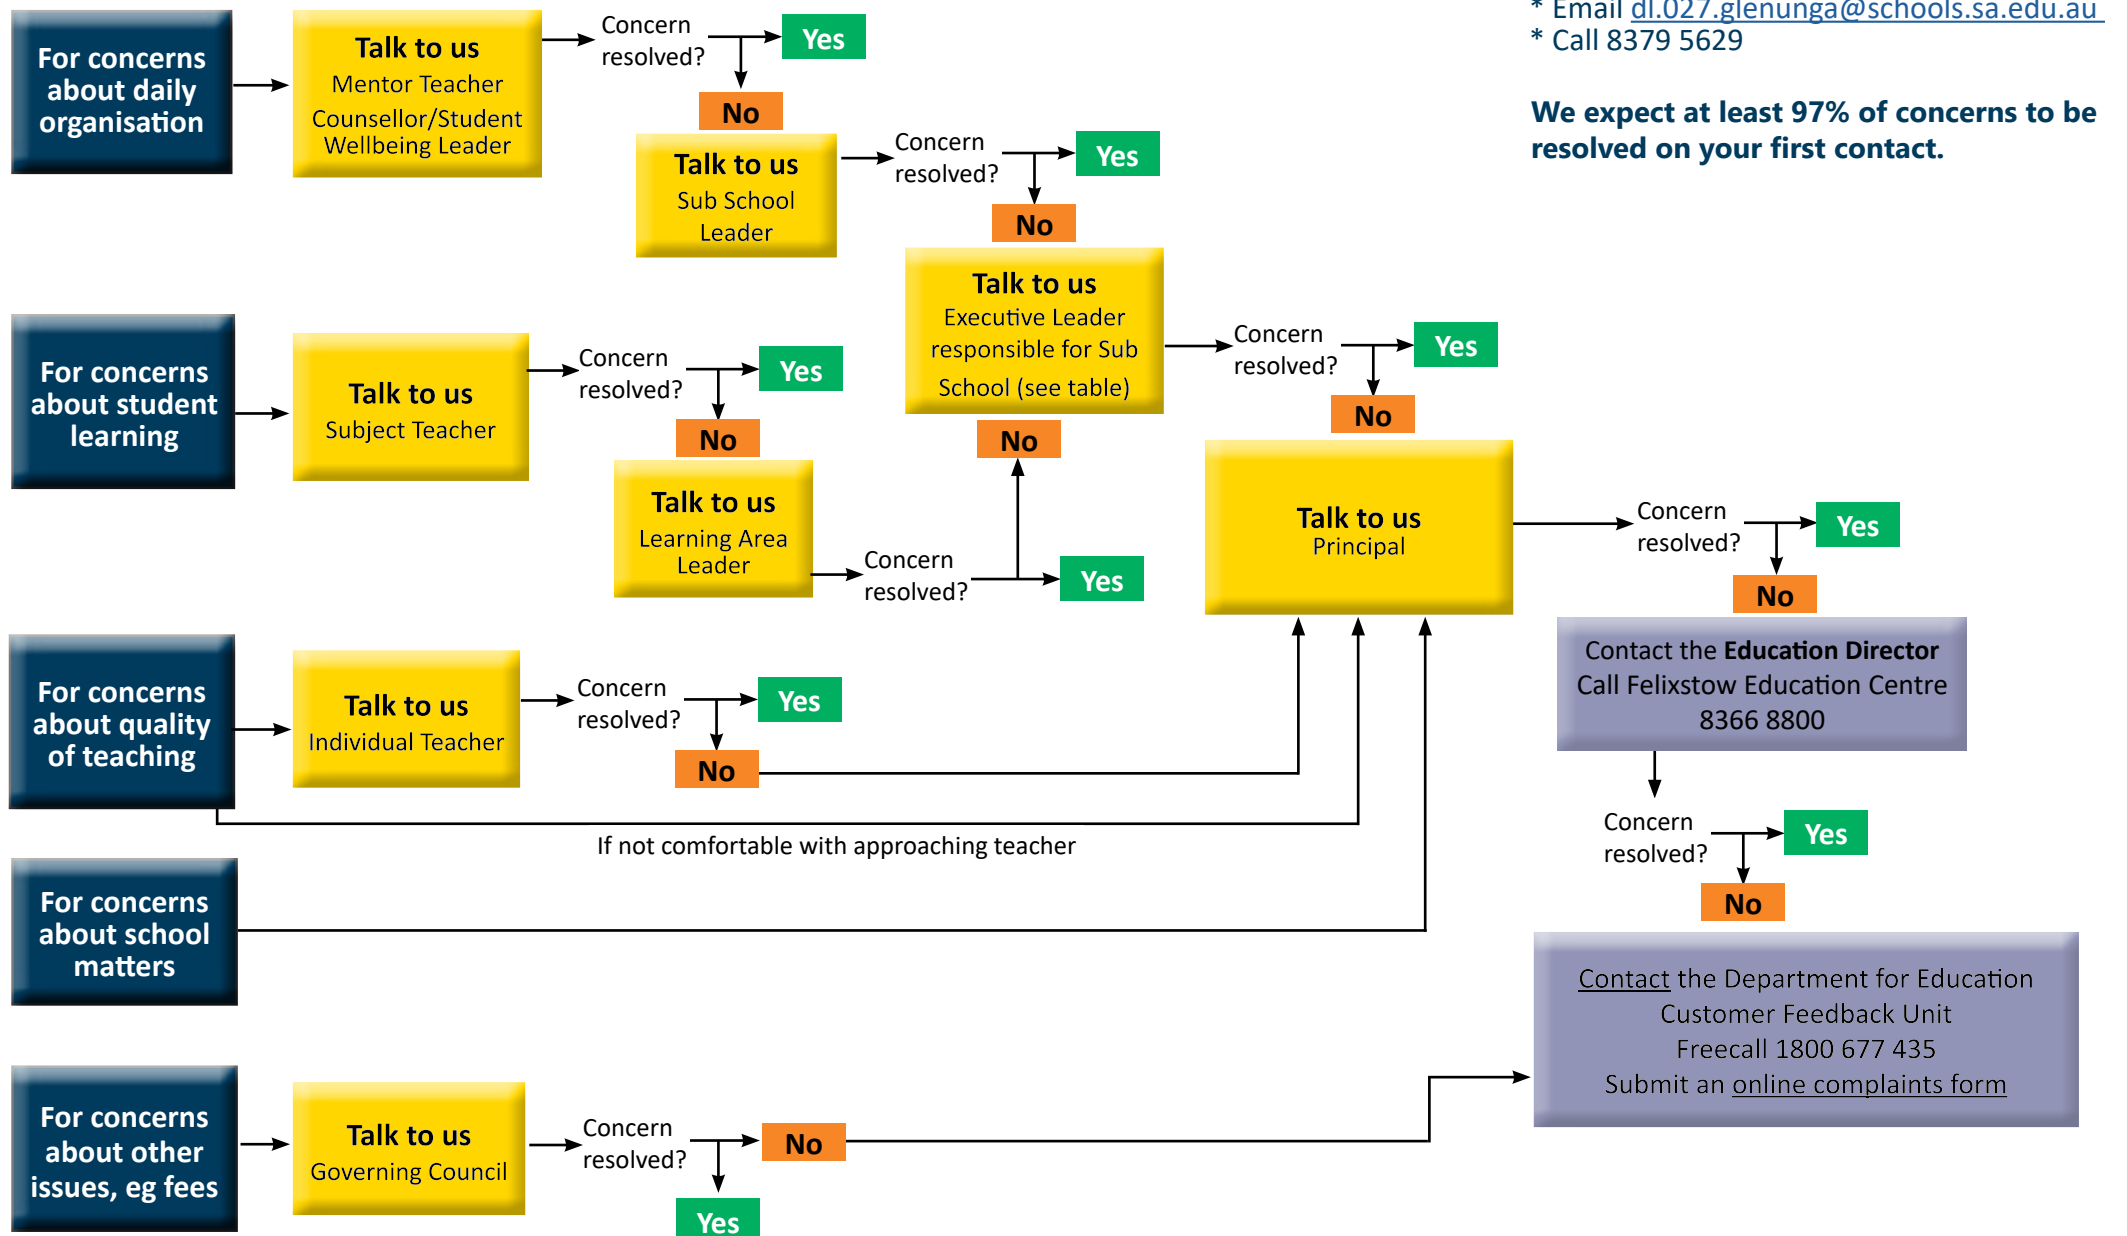 * Email dl.027.glenunga@schools.sa.edu.au
* Call 8379 5629
We expect at least 97% of concerns to be
resolved on your first contact.
For concerns
about daily
organisation
Talk to us
Mentor Teacher
Counsellor/Student
Wellbeing Leader
Concern
resolved?
Yes
No
Talk to us
Sub School
Leader
Concern
resolved?
Yes
No
Talk to us
Executive Leader
responsible for Sub
School (see table)
Concern
resolved?
Yes
No
For concerns
about student
learning
Talk to us
Subject Teacher
Concern
resolved?
Yes
No
Talk to us
Learning Area
Leader
Concern
resolved?
Yes
No
Talk to us
Principal
Concern
resolved?
Yes
No
For concerns
about quality
of teaching
Talk to us
Individual Teacher
Concern
resolved?
Yes
No
If not comfortable with approaching teacher
Contact the Education Director
Call Felixstow Education Centre
8366 8800
Concern
resolved?
Yes
No
For concerns
about school
matters
Contact the Department for Education
Customer Feedback Unit
Freecall 1800 677 435
Submit an online complaints form
For concerns
about other
issues, eg fees
Talk to us
Governing Council
Concern
resolved?
No
Yes